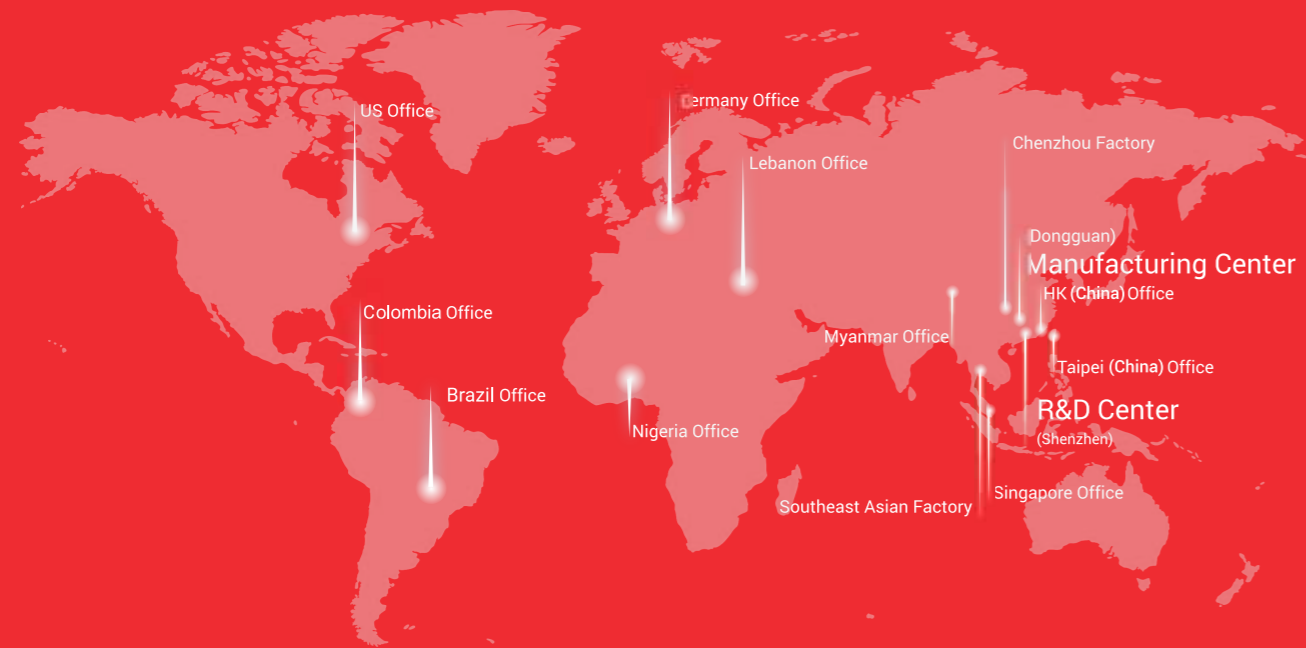 US Office
Germany Office
Lebanon Office
Chenzhou Factory
(Dongguan)
Manufacturing Center
HK (China) Office
Colombia Office
Myanmar Office
Taipei (China) Office
Brazil Office
R&D Center
(Shenzhen)
Nigeria Office
Singapore Office
Southeast Asian Factory